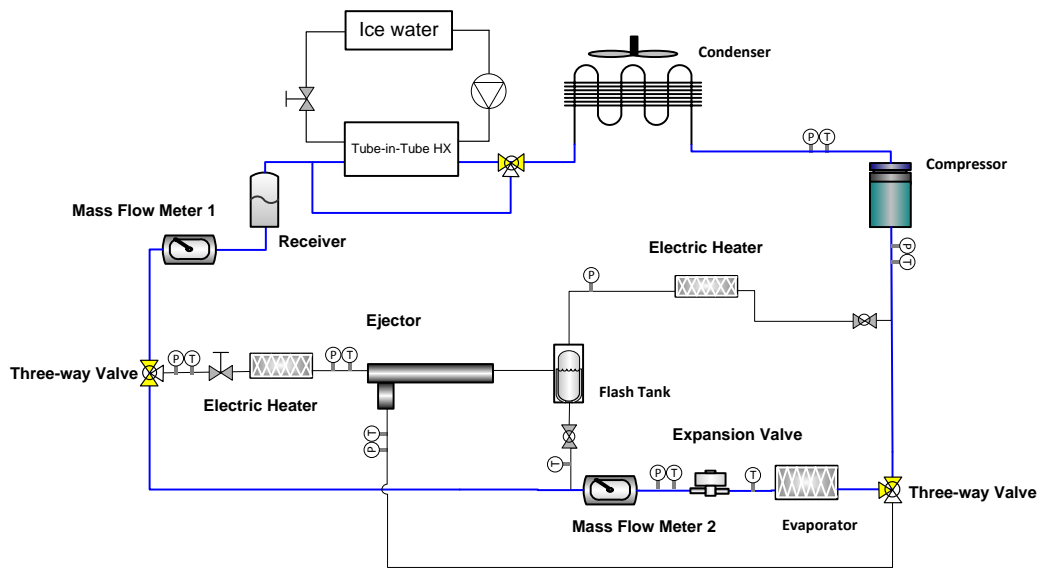 Ice water
Condenser
Tube-in-Tube HX
P T
Compressor
Mass Flow Meter 1
Receiver
Electric Heater
P
T
P
Ejector
Three-way Valve
P T
P T
Flash Tank
Electric Heater
T
P
Expansion Valve
T
P T
T
Three-way Valve
Mass Flow Meter 2
Evaporator